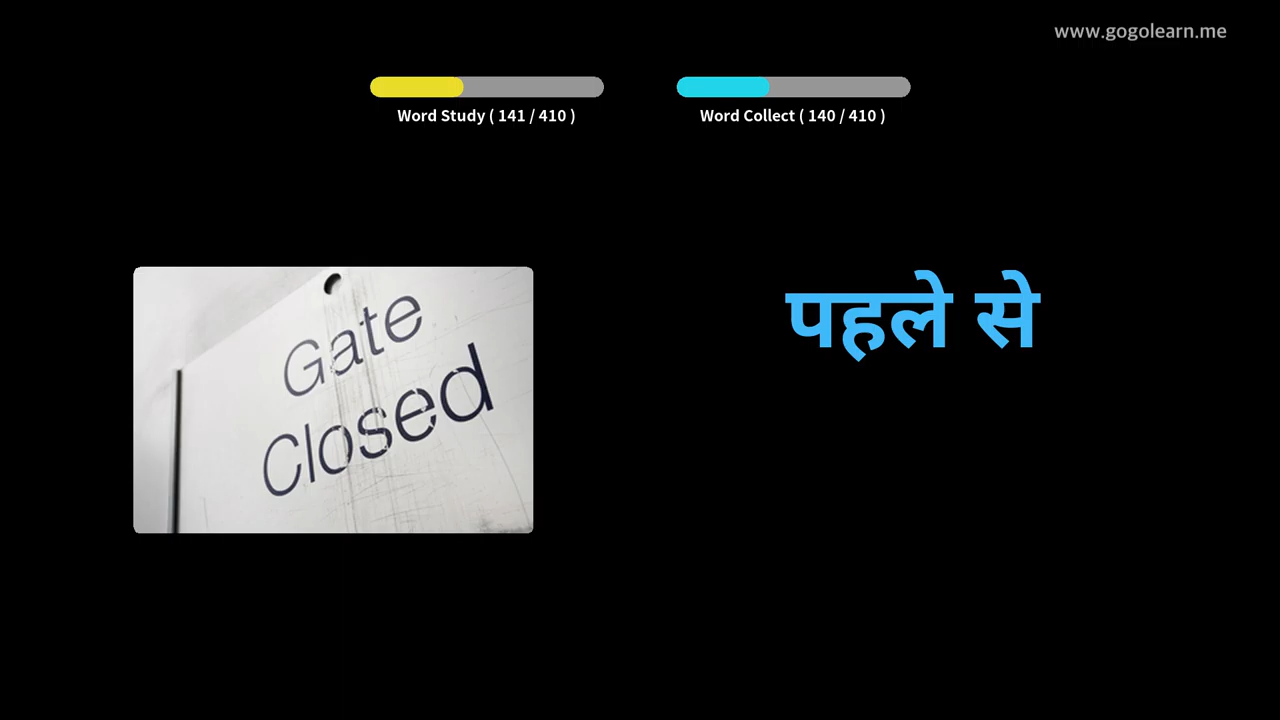 www.gogolearn.me
Word Study ( 141 / 410 )
Word Collect ( 140 / 410 )
Gate
Closed
पहले से